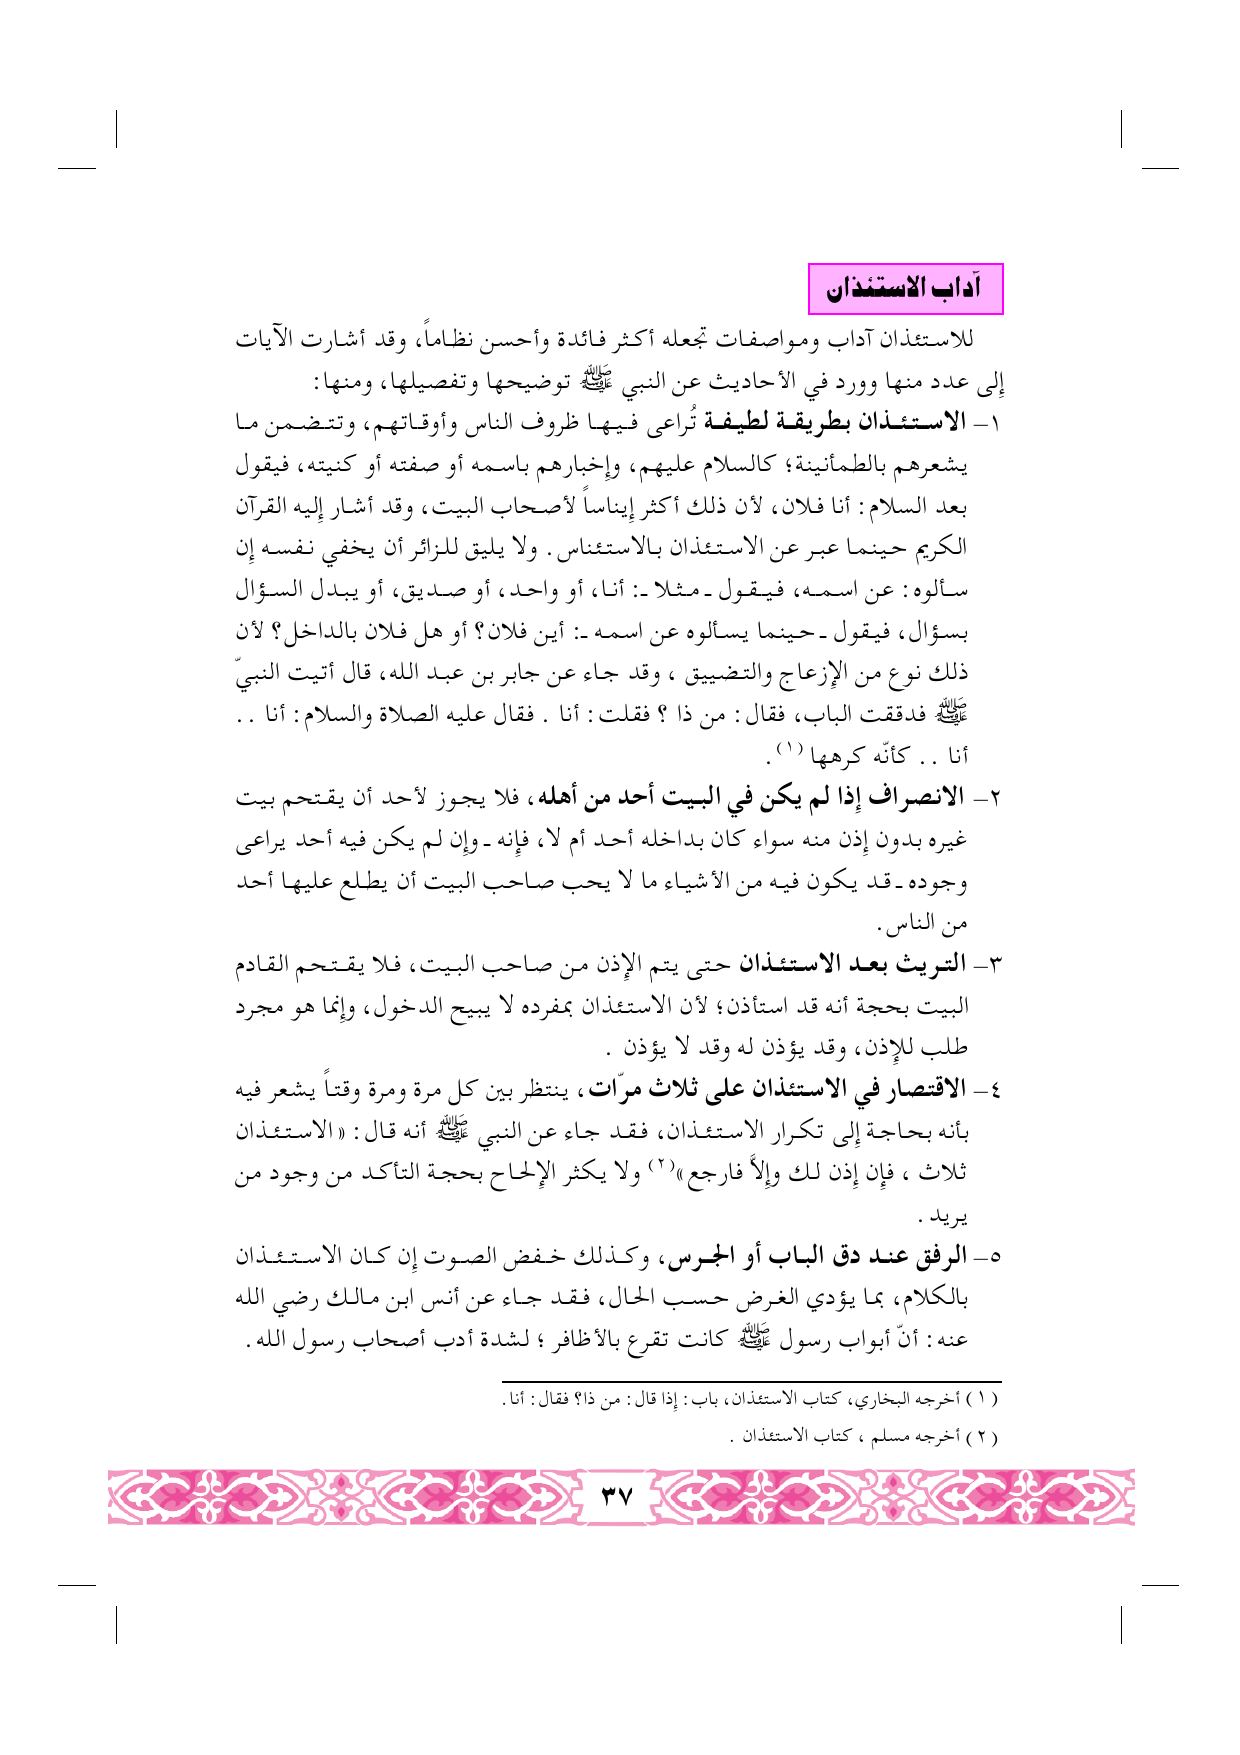 آداب الاستئذان
للاستئذان آداب ومواصفات تجعله أكثر فائدة وأحسن نظاماً، وقد أشارت الآيات
إلى عدد منها وورد في الأحاديث عن النبي ﷺ توضيحها وتفصيلها، ومنها:
١– الاستئذان بطريقة لطيفة تُراعى فيها ظروف الناس وأوقاتهم، وتتضمن ما
يشعرهم بالطمأنينة؛ كالسلام عليهم، وإخبارهم باسمه أو صفته أو كنيته، فيقول
بعد السلام: أنا فلان، لأن ذلك أكثر إيناساً لأصحاب البيت، وقد أشار إليه القرآن
الكريم حينما عبر عن الاستئذان بالاستئناس. ولا يليق للزائر أن يخفي نفسه إن
سألوه: عن اسمه، فيقول ـ مثلا ـ: أنا، أو واحد، أو صديق، أو يبدل السؤال
بسؤال، فيقول ـ حينما يسألوه عن اسمه ـ: أين فلان؟ أو هل فلان بالداخل؟ لأن
ذلك نوع من الإزعاج والتضييق ، وقد جاء عن جابر بن عبد الله، قال أتيت النبيّ
ﷺ فدققت الباب، فقال: من ذا ؟ فقلت: أنا . فقال عليه الصلاة والسلام: أنا ..
أنا .. كأنّه كرهها (١).
٢– الانصراف إذا لم يكن في البيت أحد من أهله، فلا يجوز لأحد أن يقتحم بيت
غيره بدون إذن منه سواء كان بداخله أحد أم لا، فإنه ـ وإن لم يكن فيه أحد يراعى
وجوده ـ قد يكون فيه من الأشياء ما لا يحب صاحب البيت أن يطلع عليها أحد
من الناس.
٣– التريث بعد الاستئذان حتى يتم الإذن من صاحب البيت، فلا يقتحم القادم
البيت بحجة أنه قد استأذن؛ لأن الاستئذان بمفرده لا يبيح الدخول، وإنما هو مجرد
طلب للإذن، وقد يؤذن له وقد لا يؤذن .
٤– الاقتصار في الاستئذان على ثلاث مرّات، ينتظر بين كل مرة ومرة وقتاً يشعر فيه
بأنه بحاجة إلى تكرار الاستئذان، فقد جاء عن النبي ﷺ أنه قال: «الاستئذان
ثلاث ، فإن إذن لك وإلاَّ فارجع»(٢) ولا يكثر الإلحاح بحجة التأكد من وجود من
يريد .
٥– الرفق عند دق الباب أو الجرس، وكذلك خفض الصوت إن كان الاستئذان
بالكلام، بما يؤدي الغرض حسب الحال، فقد جاء عن أنس ابن مالك رضي الله
عنه: أنّ أبواب رسول ﷺ كانت تقرع بالأظافر ؛ لشدة أدب أصحاب رسول الله.
(١) أخرجه البخاري، كتاب الاستئذان، باب: إذا قال: من ذا؟ فقال: أنا.
(٢) أخرجه مسلم ، كتاب الاستئذان .
٣٧